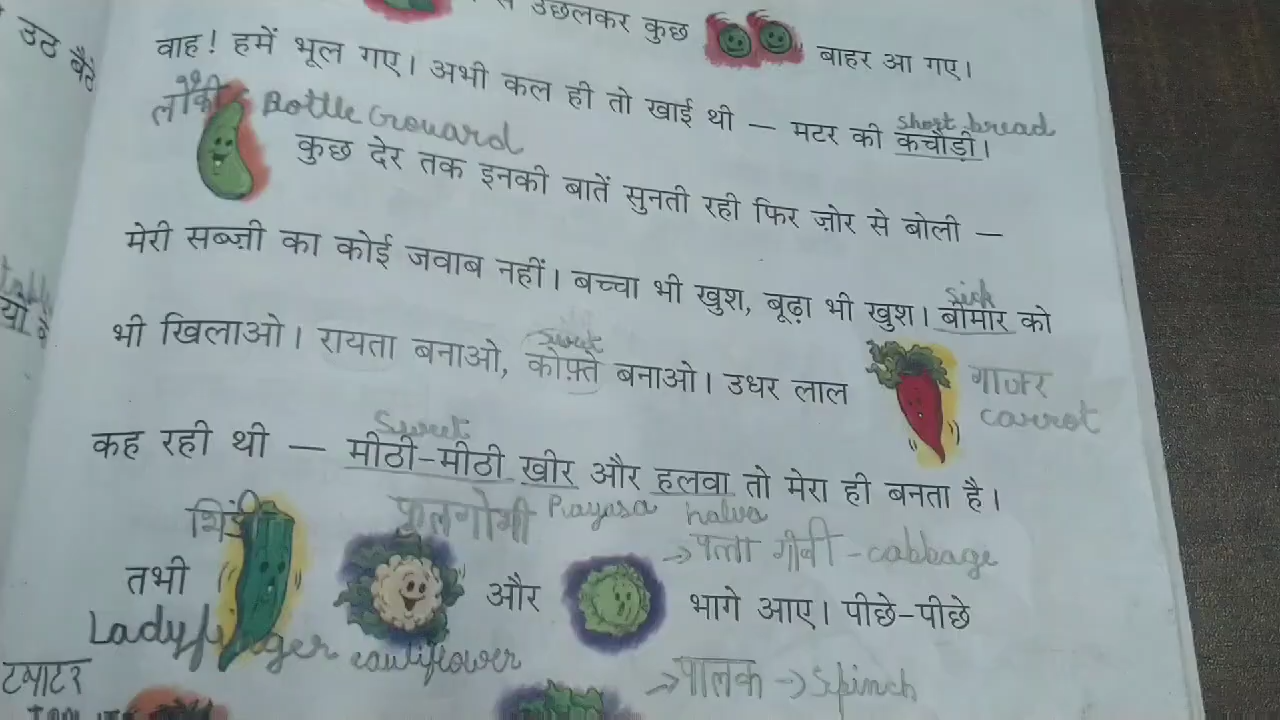 उछलकर कुछ बाहर आ गए।
उठ बैठे
वाह! हमें भूल गए। अभी कल ही तो खाई थी — मटर की कचौड़ी।
short bread
लौकी Bottle Grouard
कुछ देर तक इनकी बातें सुनती रही फिर ज़ोर से बोली —
मेरी सब्ज़ी का कोई जवाब नहीं। बच्चा भी खुश, बूढ़ा भी खुश। बीमार को
sick
भी खिलाओ। रायता बनाओ, कोफ़्ते बनाओ। उधर लाल
sweet
गाजर
carrot
कह रही थी — मीठी-मीठी खीर और हलवा तो मेरा ही बनता है।
Sweet
Payasa halva
भिंडी फूलगोभी
पत्ता गोबी - cabbage
तभी और भागे आए। पीछे-पीछे
Ladyfinger cauliflower
टमाटर
पालक → Spinch